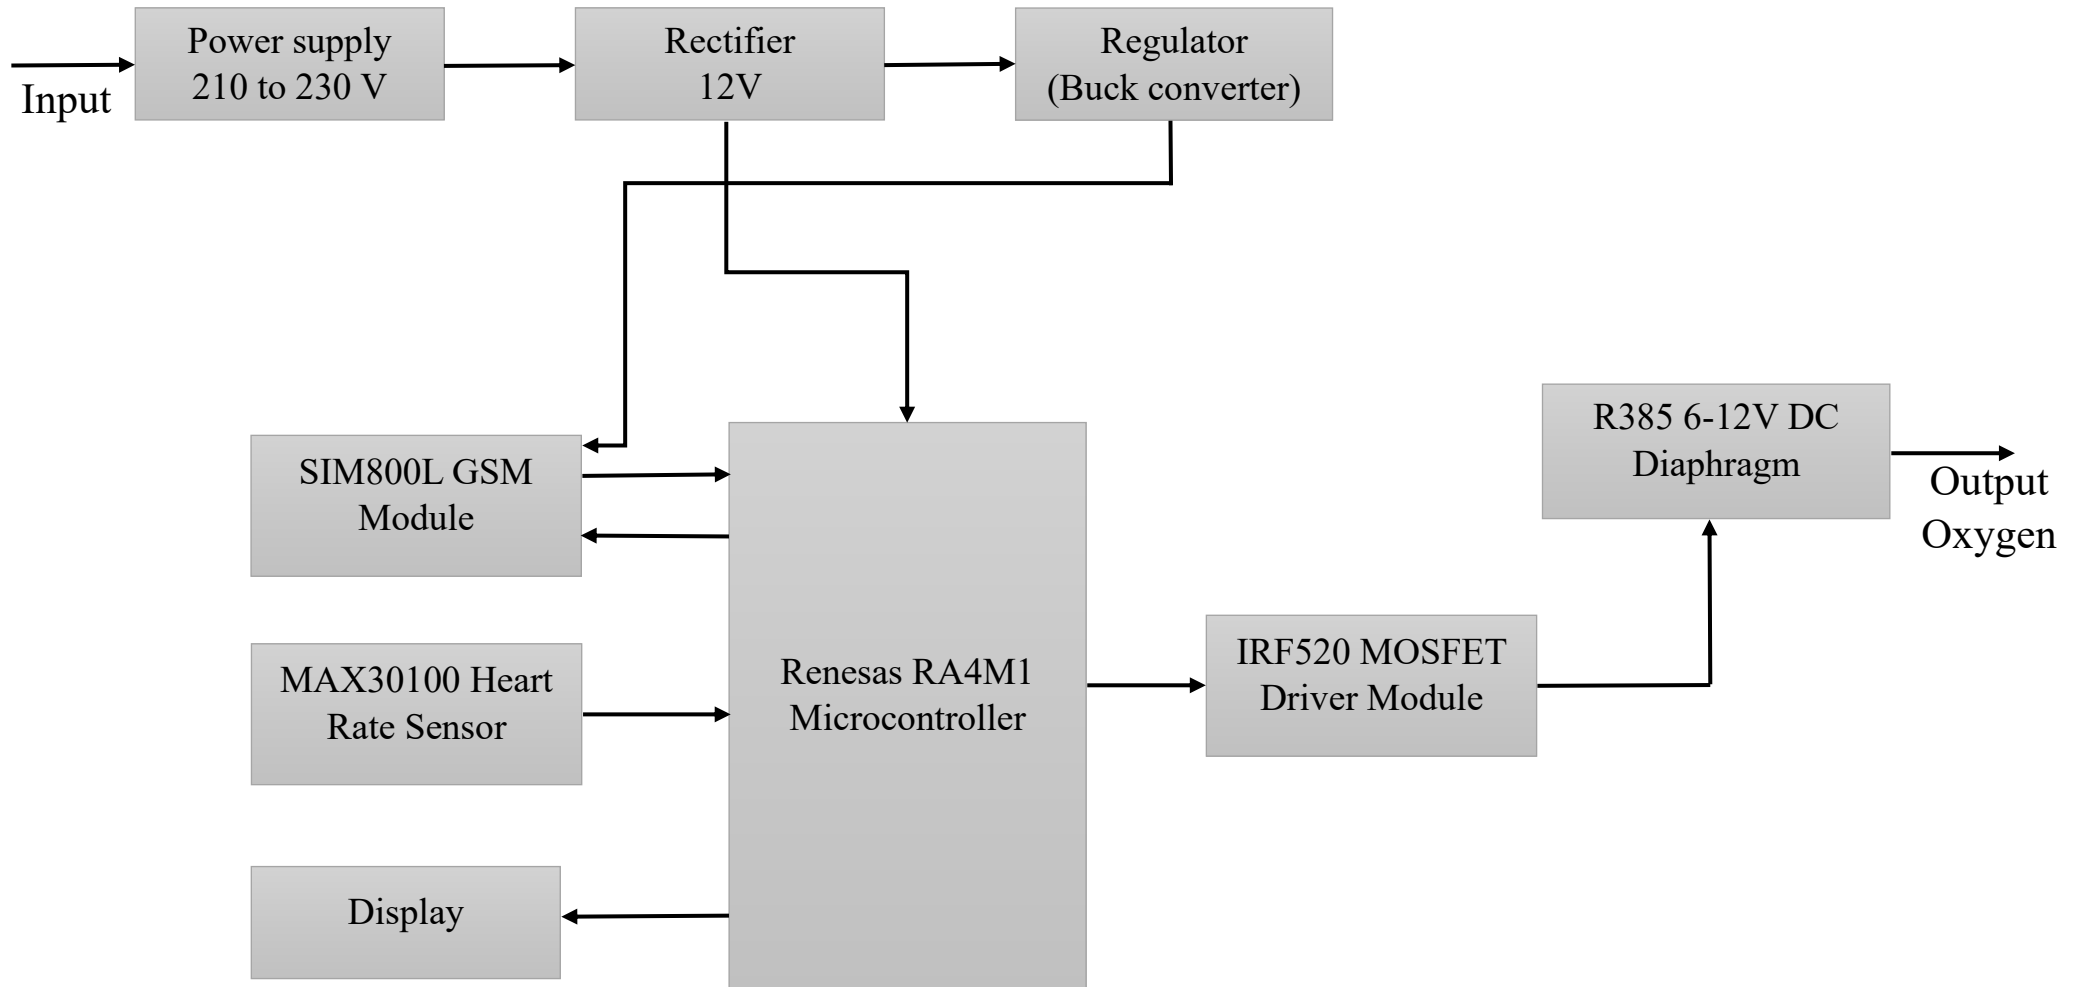 Power supply
210 to 230 V
Rectifier
12V
Regulator
(Buck converter)
Input
R385 6-12V DC
Diaphragm
Output
Oxygen
SIM800L GSM
Module
MAX30100 Heart
Rate Sensor
Renesas RA4M1
Microcontroller
IRF520 MOSFET
Driver Module
Display